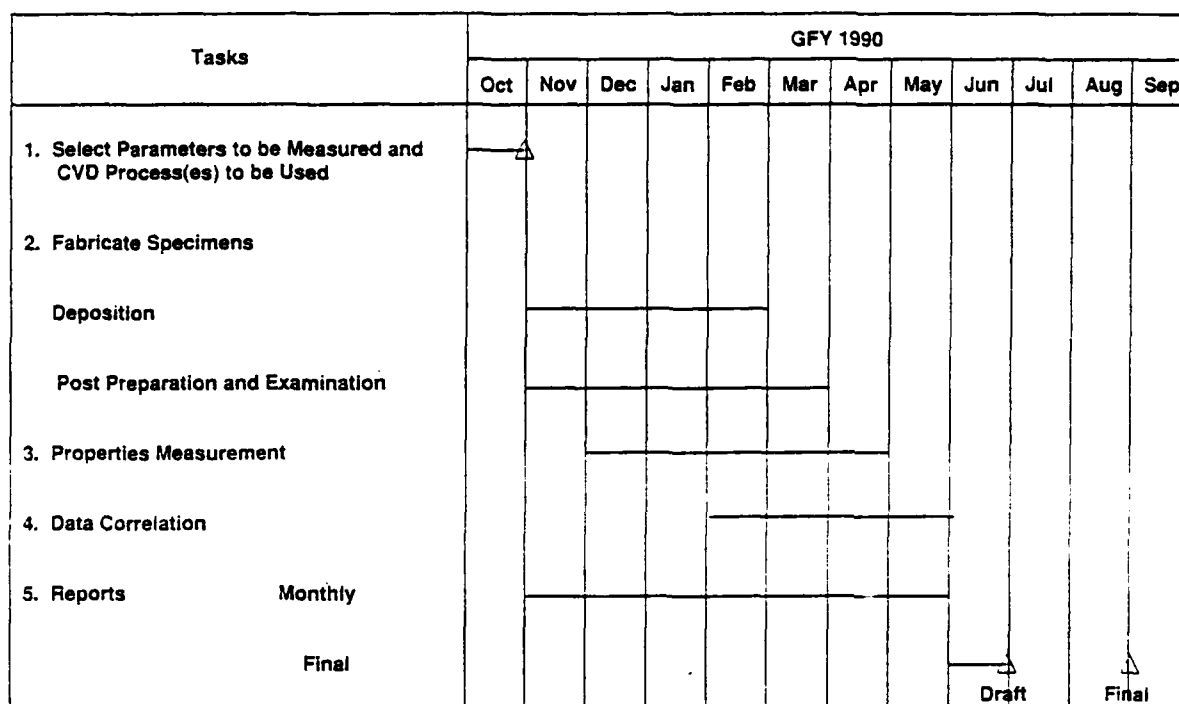 Tasks
GFY 1990
Oct Nov Dec Jan Feb Mar Apr May Jun Jul Aug Sep
1. Select Parameters to be Measured and
CVD Process(es) to be Used
2. Fabricate Specimens
Deposition
Post Preparation and Examination
3. Properties Measurement
4. Data Correlation
5. Reports Monthly
Final
Draft Final